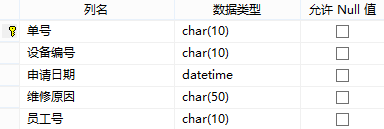 列名 数据类型 允许 Null 值
单号 char(10)
设备编号 char(10)
申请日期 datetime
维修原因 char(50)
员工号 char(10)